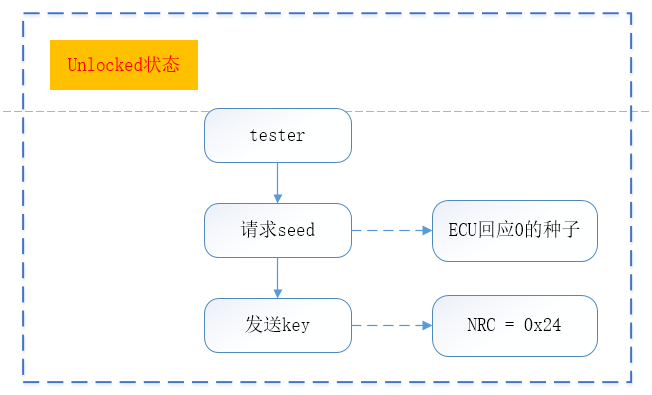 Unlocked状态
tester
请求seed
ECU回应0的种子
发送key
NRC = 0x24